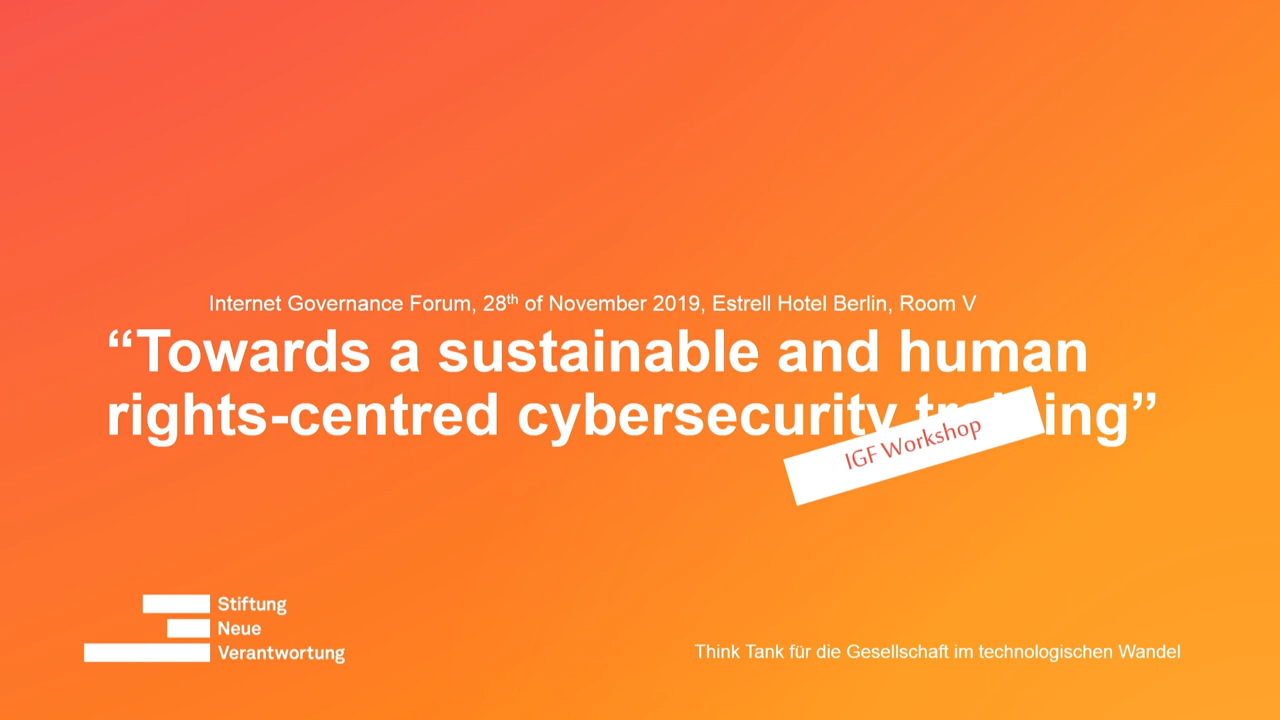 Internet Governance Forum, 28th of November 2019, Estrell Hotel Berlin, Room V
“Towards a sustainable and human
rights-centred cybersecurity training”
IGF Workshop
Stiftung
Neue
Verantwortung
Think Tank für die Gesellschaft im technologischen Wandel